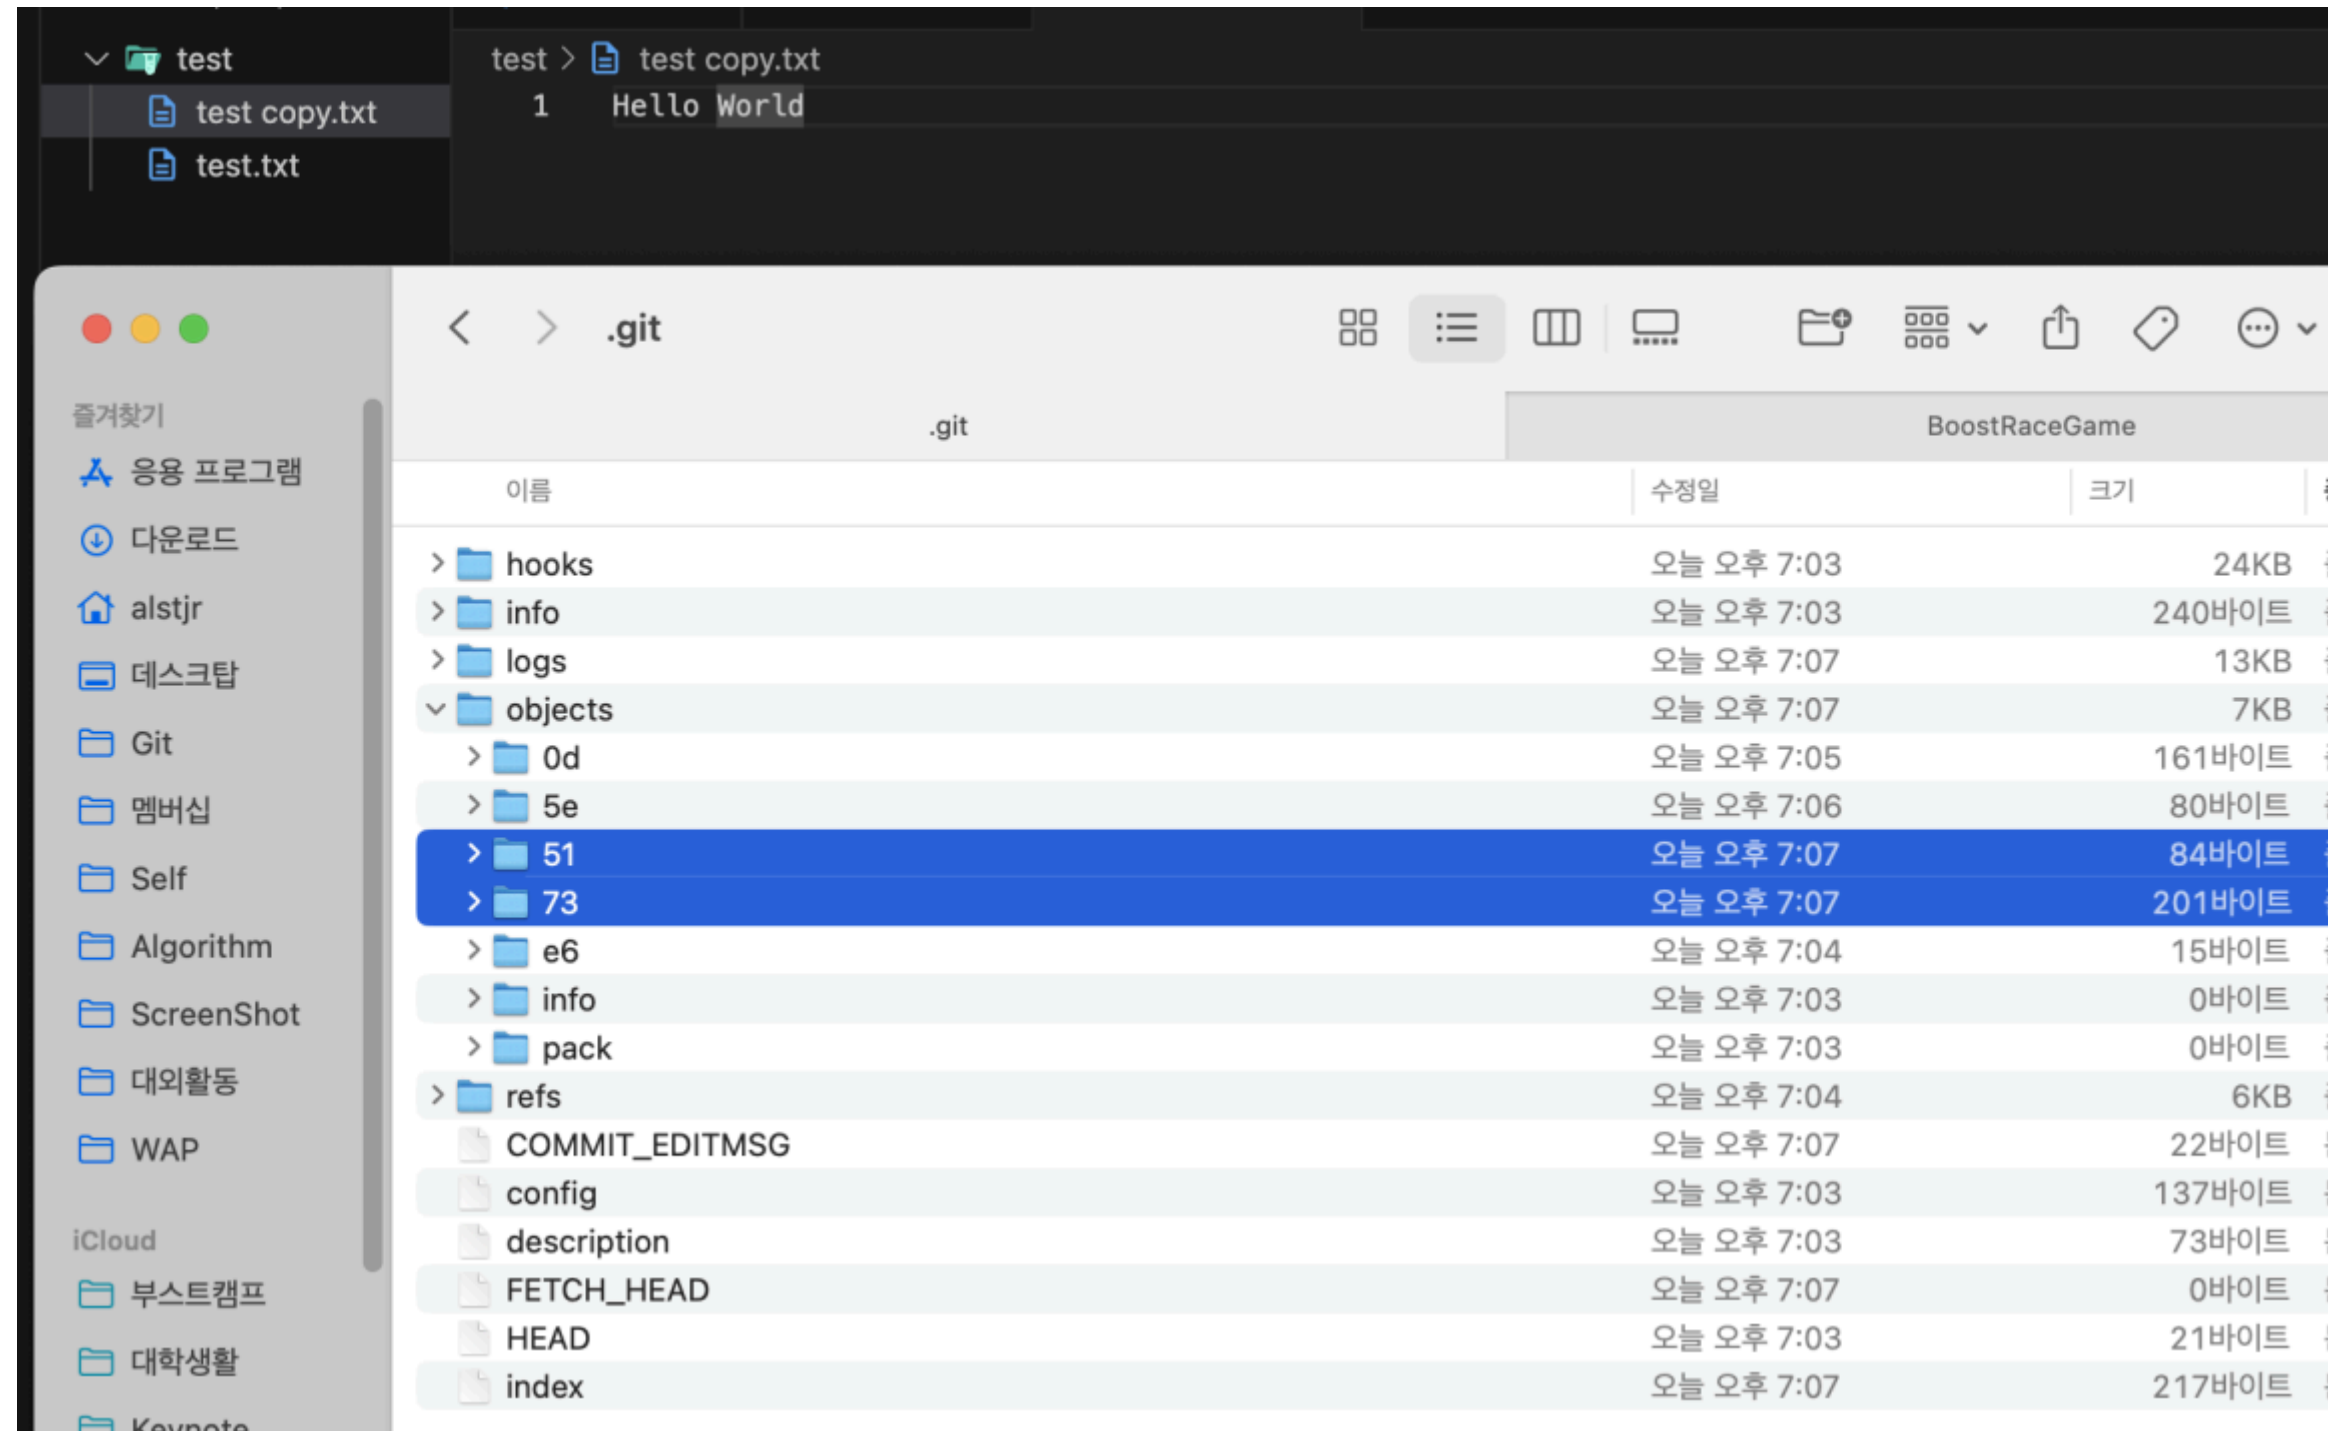 test
test copy.txt
test.txt
test > test copy.txt
1 Hello World
.git
.git
BoostRaceGame
즐겨찾기
응용 프로그램
다운로드
alstjr
데스크탑
Git
멤버십
Self
Algorithm
ScreenShot
대외활동
WAP
iCloud
부스트캠프
대학생활
Keynote
이름 수정일 크기
hooks 오늘 오후 7:03 24KB
info 오늘 오후 7:03 240바이트
logs 오늘 오후 7:07 13KB
objects 오늘 오후 7:07 7KB
0d 오늘 오후 7:05 161바이트
5e 오늘 오후 7:06 80바이트
51 오늘 오후 7:07 84바이트
73 오늘 오후 7:07 201바이트
e6 오늘 오후 7:04 15바이트
info 오늘 오후 7:03 0바이트
pack 오늘 오후 7:03 0바이트
refs 오늘 오후 7:04 6KB
COMMIT_EDITMSG 오늘 오후 7:07 22바이트
config 오늘 오후 7:03 137바이트
description 오늘 오후 7:03 73바이트
FETCH_HEAD 오늘 오후 7:07 0바이트
HEAD 오늘 오후 7:03 21바이트
index 오늘 오후 7:07 217바이트